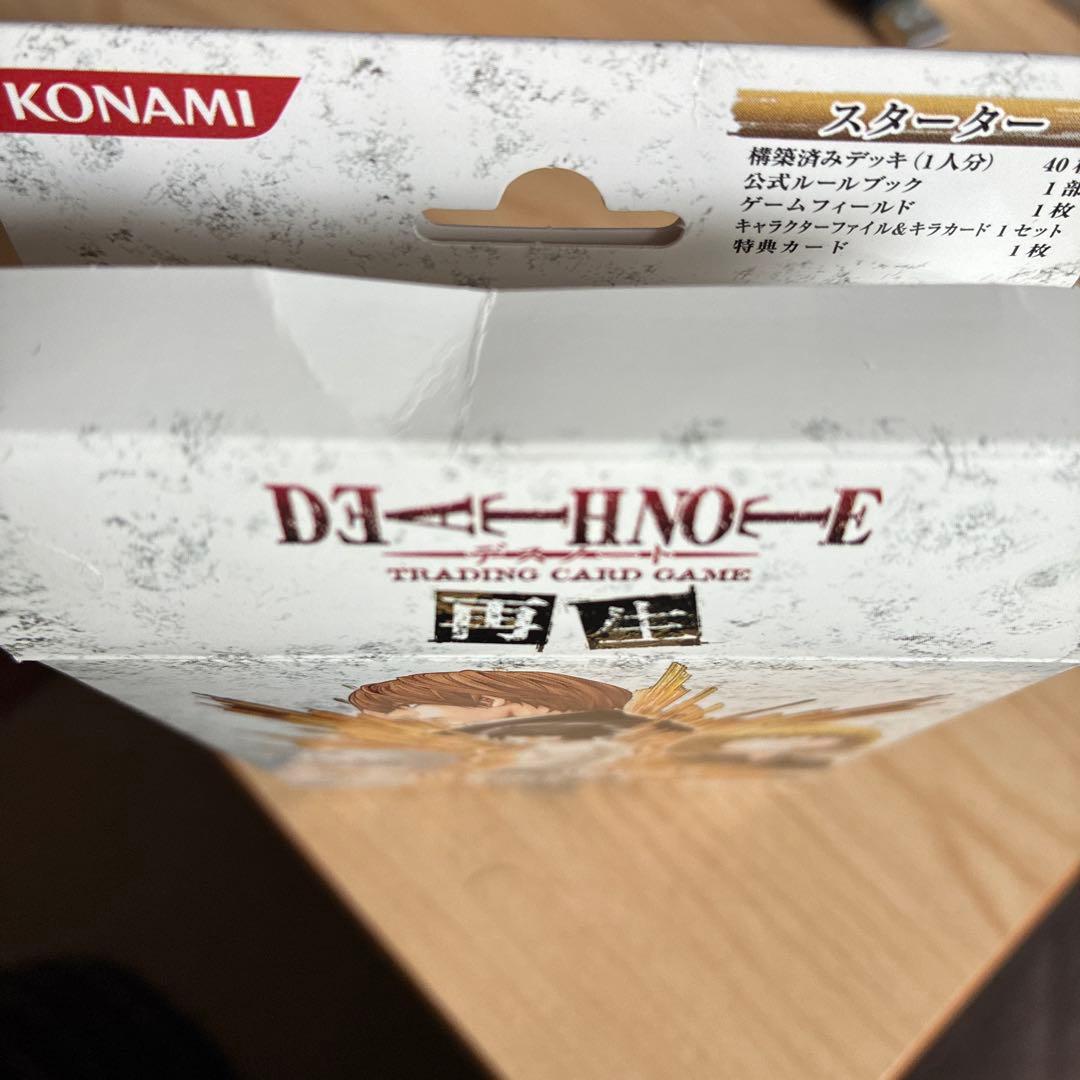 KONAMI
スターター
構築済みデッキ(1人分) 40
公式ルールブック 1部
ゲームフィールド 1枚
キャラクターファイル&キラカード 1セット
特典カード 1枚
DEATHNOTE
デスノート
TRADING CARD GAME
再生